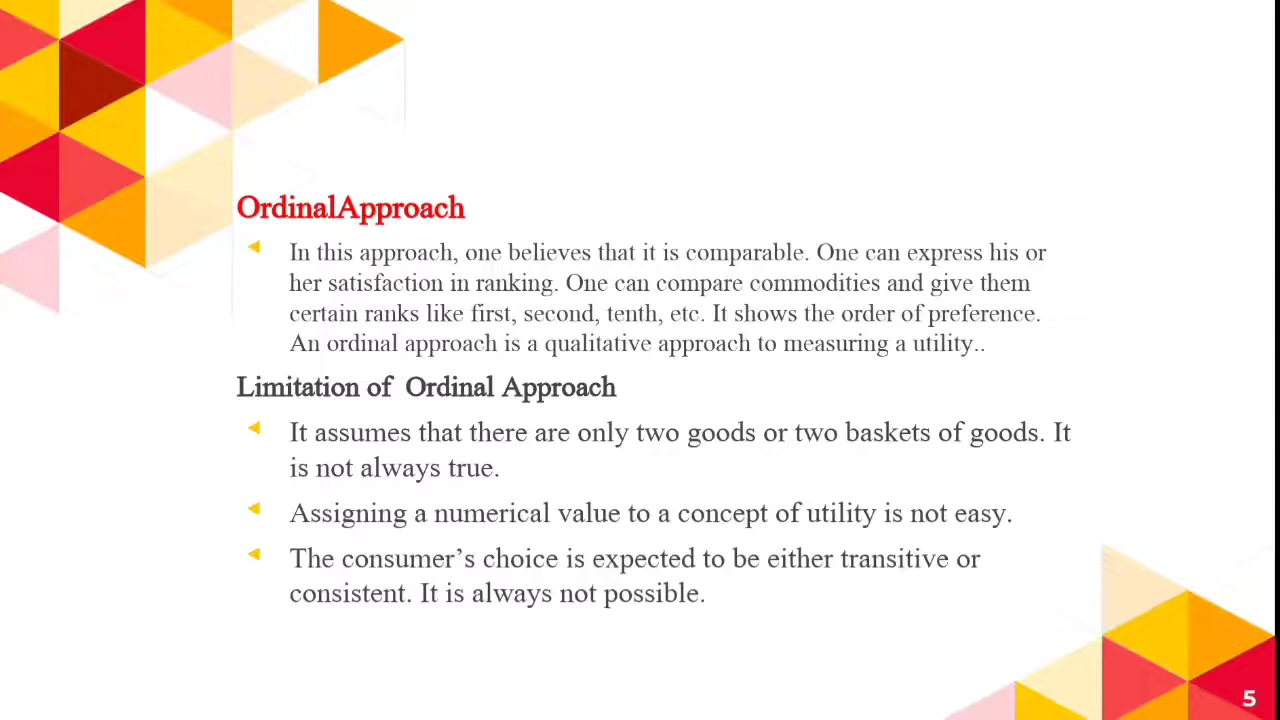 OrdinalApproach
In this approach, one believes that it is comparable. One can express his or
her satisfaction in ranking. One can compare commodities and give them
certain ranks like first, second, tenth, etc. It shows the order of preference.
An ordinal approach is a qualitative approach to measuring a utility..
Limitation of Ordinal Approach
It assumes that there are only two goods or two baskets of goods. It
is not always true.
Assigning a numerical value to a concept of utility is not easy.
The consumer’s choice is expected to be either transitive or
consistent. It is always not possible.
5